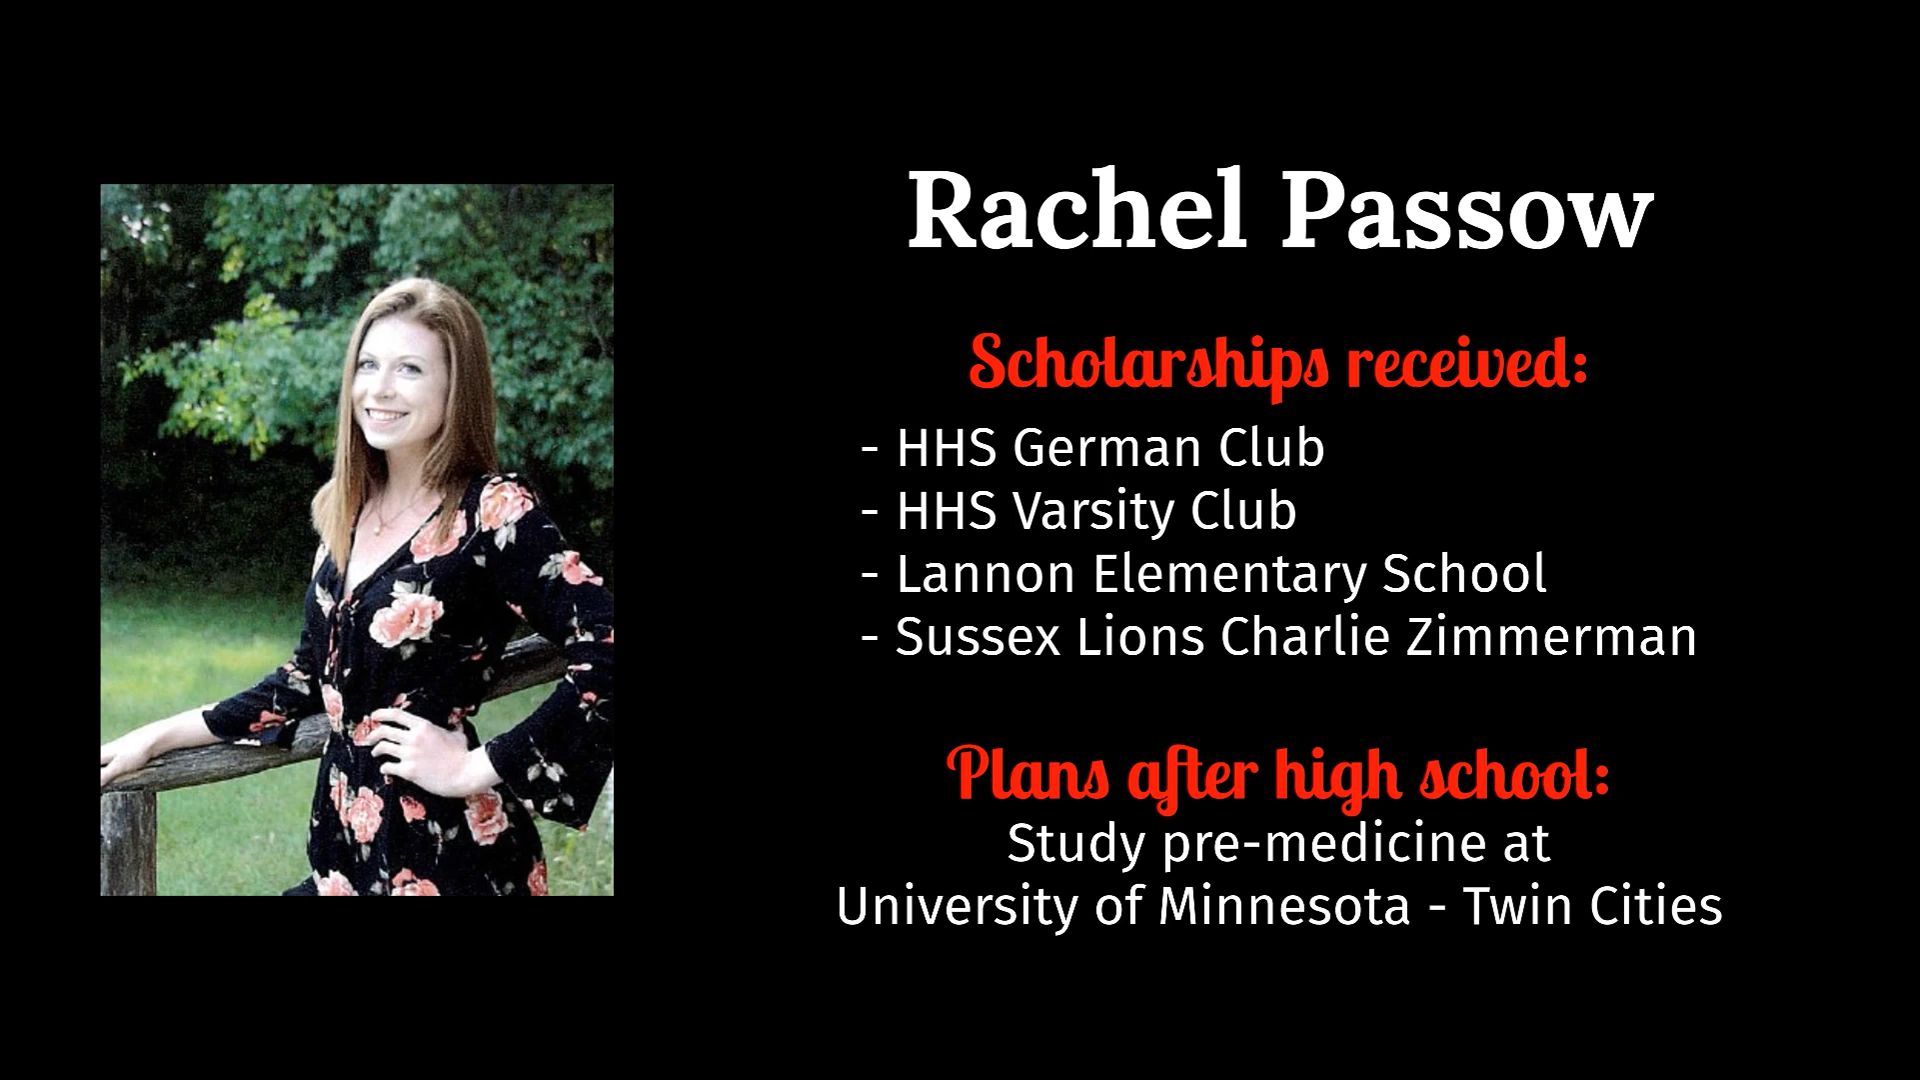 Rachel Passow
Scholarships received:
- HHS German Club
- HHS Varsity Club
- Lannon Elementary School
- Sussex Lions Charlie Zimmerman
Plans after high school:
Study pre-medicine at
University of Minnesota - Twin Cities